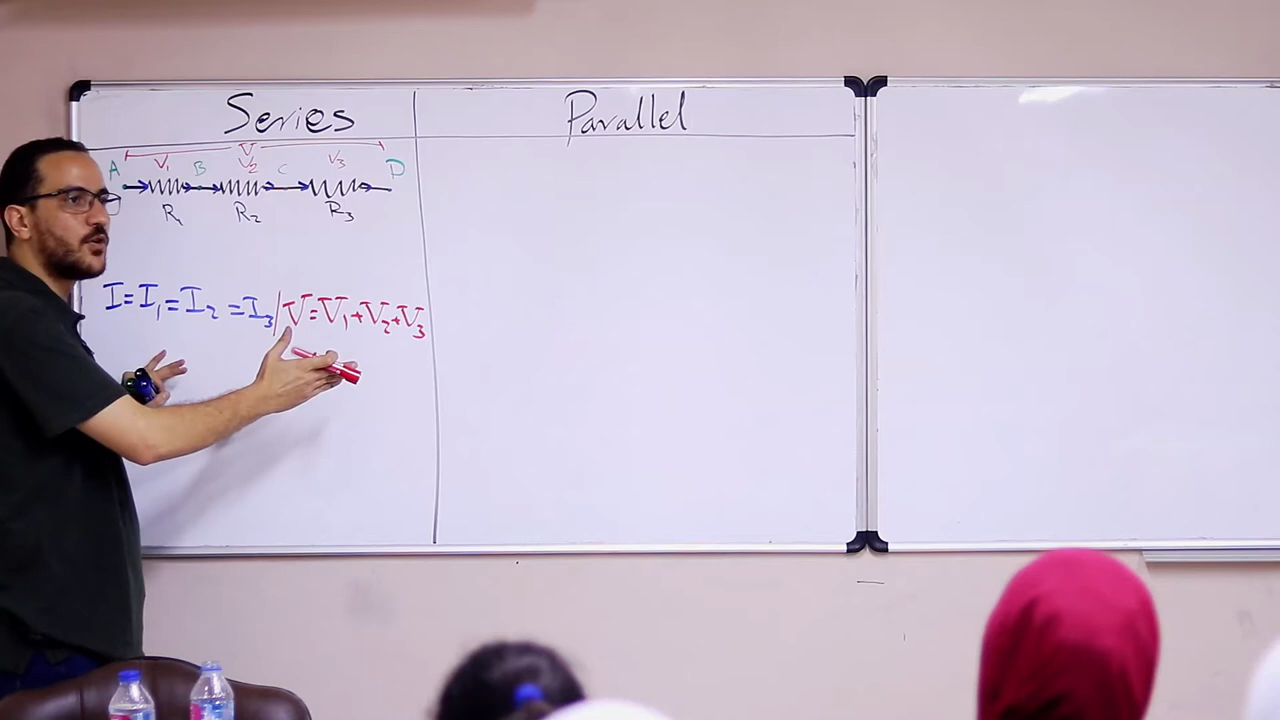 Series Parallel
V
A V₁ B V₂ C V₃ D
R₁ R₂ R₃
I=I₁=I₂=I₃/V=V₁+V₂+V₃